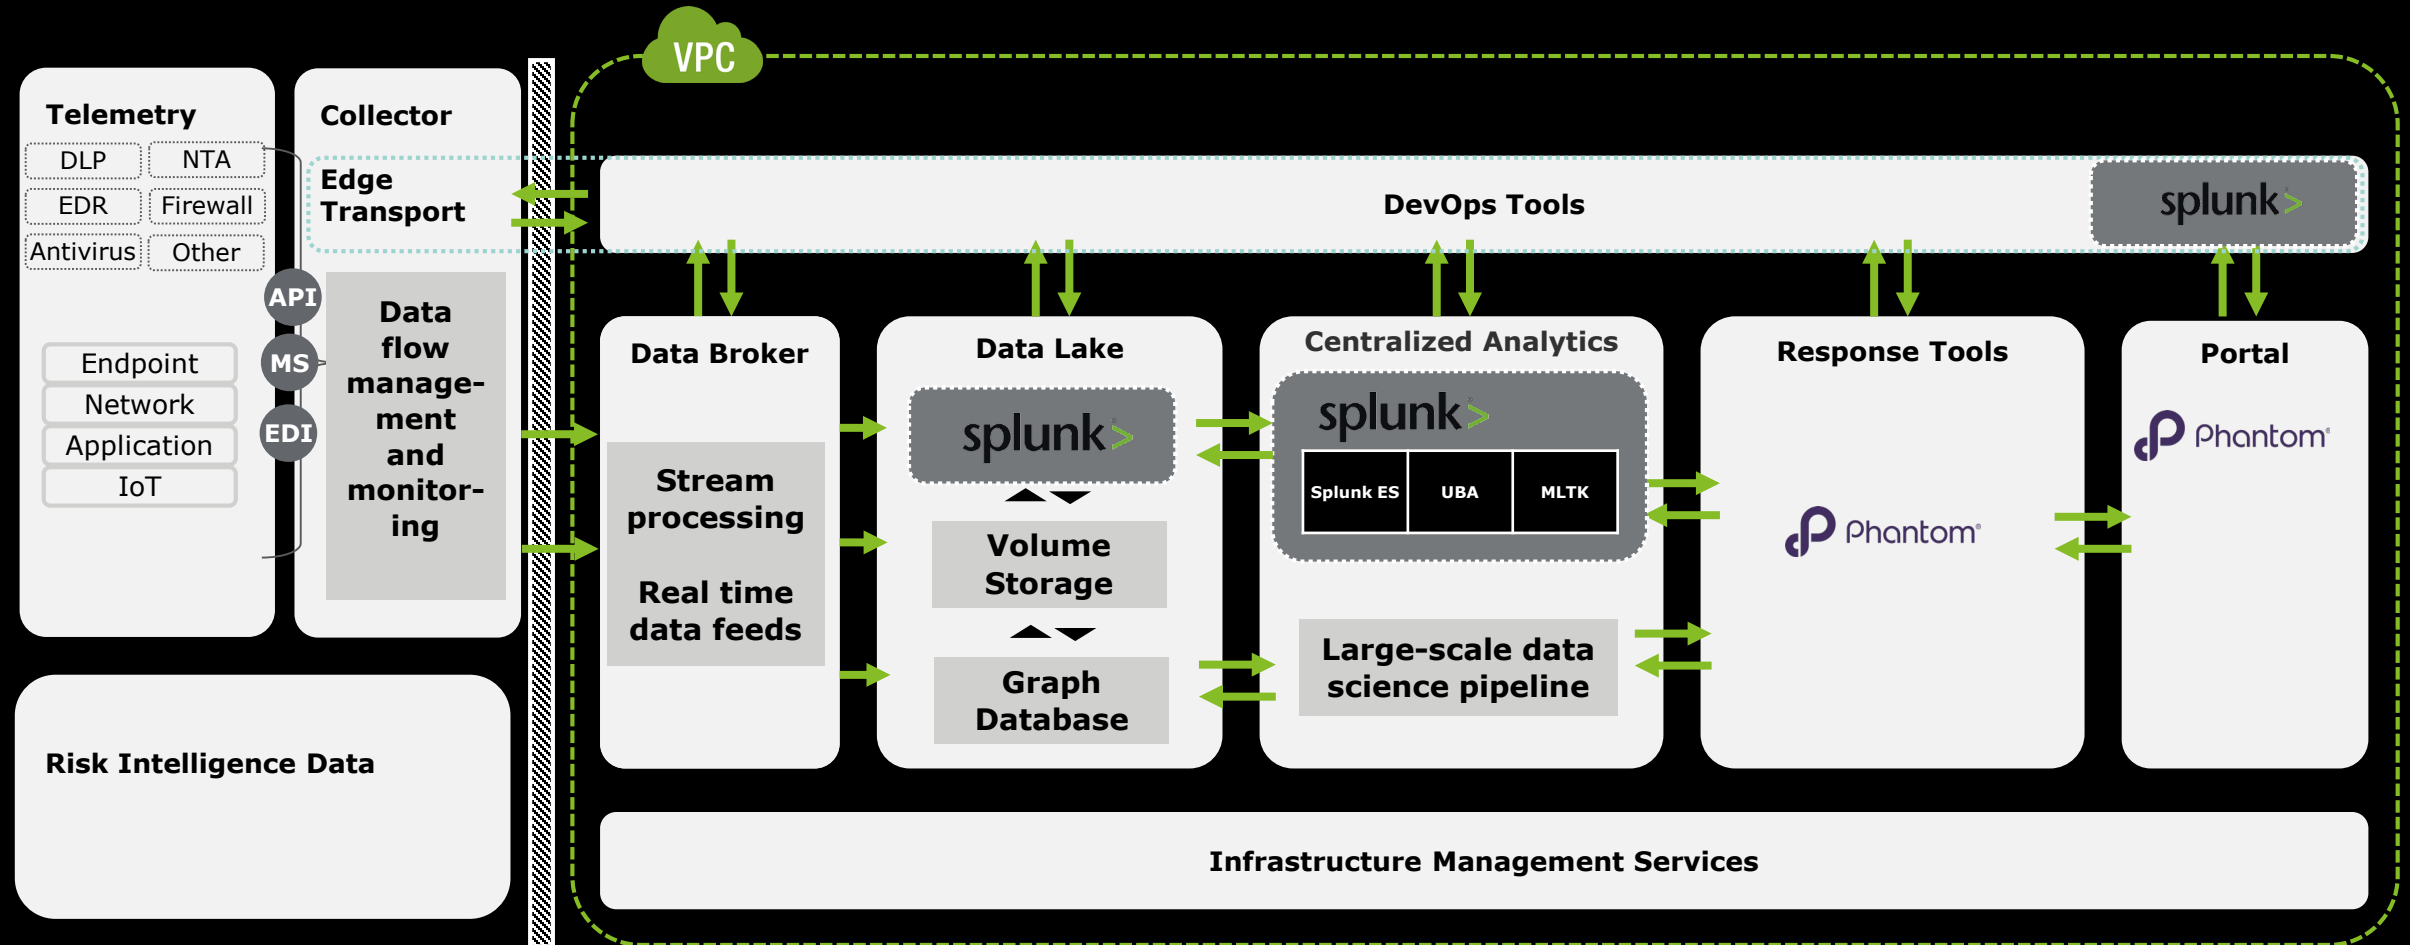 VPC
Telemetry
DLP
NTA
EDR
Firewall
Antivirus
Other
Endpoint
Network
Application
IoT
API
MS
EDI
Collector
Edge
Transport
Data
flow
manage-
ment
and
monitor-
ing
Risk Intelligence Data
DevOps Tools
splunk>
Data Broker
Stream
processing
Real time
data feeds
Data Lake
splunk>
Volume
Storage
Graph
Database
Centralized Analytics
splunk>
Splunk ES
UBA
MLTK
Large-scale data
science pipeline
Response Tools
Phantom
Portal
Phantom
Infrastructure Management Services